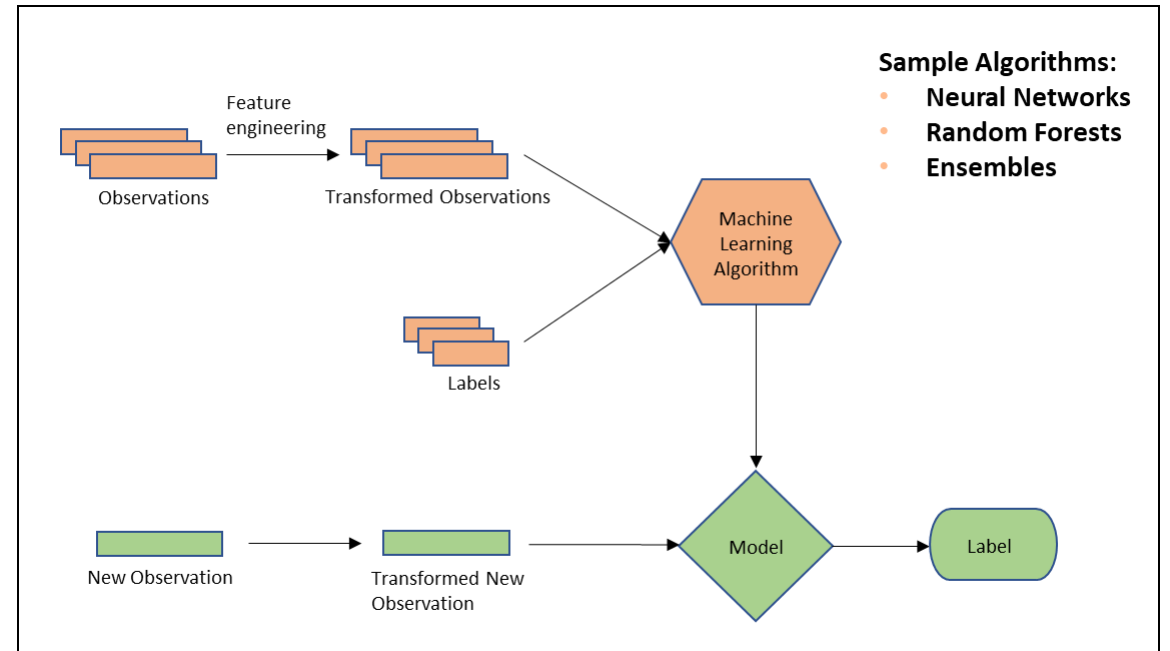 Sample Algorithms:
• Neural Networks
• Random Forests
• Ensembles
Feature
engineering
Observations
Transformed Observations
Machine
Learning
Algorithm
Labels
New Observation
Transformed New
Observation
Model
Label